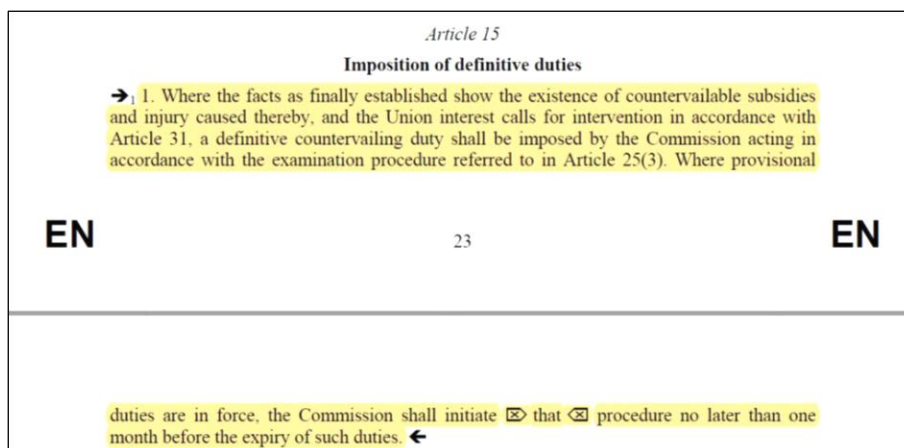 Article 15
Imposition of definitive duties
➔₁ 1. Where the facts as finally established show the existence of countervailable subsidies
and injury caused thereby, and the Union interest calls for intervention in accordance with
Article 31, a definitive countervailing duty shall be imposed by the Commission acting in
accordance with the examination procedure referred to in Article 25(3). Where provisional
EN 23 EN
duties are in force, the Commission shall initiate ⌦ that ⌫ procedure no later than one
month before the expiry of such duties. 🡸